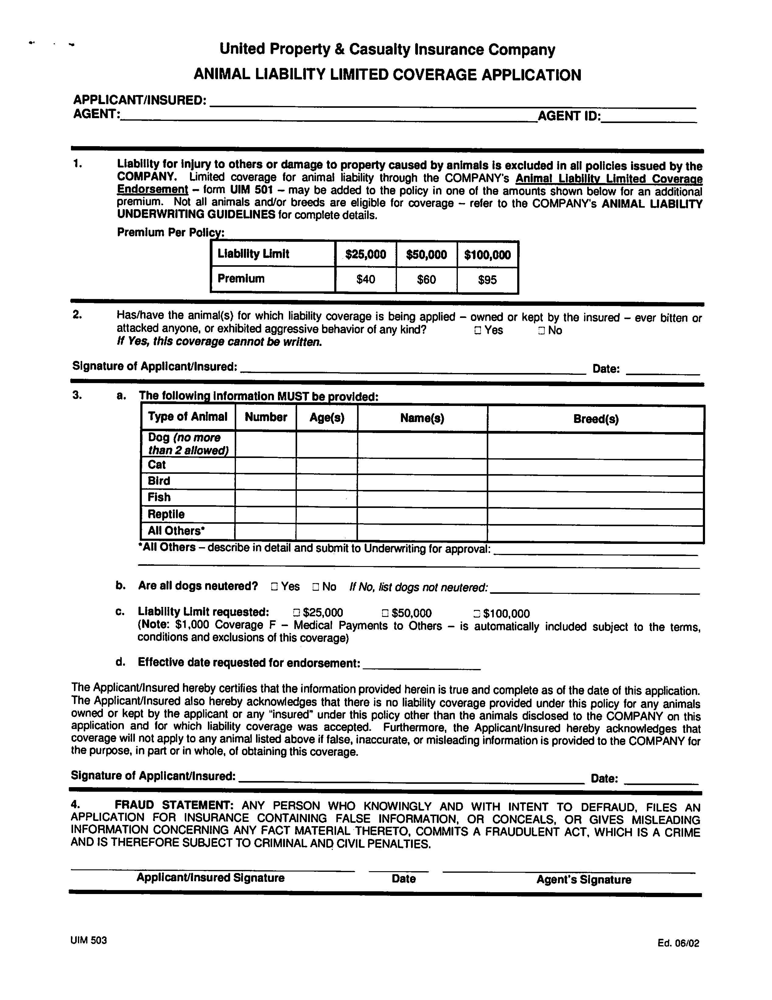 United Property & Casualty Insurance Company
ANIMAL LIABILITY LIMITED COVERAGE APPLICATION
APPLICANT/INSURED:
AGENT: AGENT ID:
1. Liability for injury to others or damage to property caused by animals is excluded in all policies issued by the
COMPANY. Limited coverage for animal liability through the COMPANY's Animal Liability Limited Coverage
Endorsement – form UIM 501 – may be added to the policy in one of the amounts shown below for an additional
premium. Not all animals and/or breeds are eligible for coverage – refer to the COMPANY's ANIMAL LIABILITY
UNDERWRITING GUIDELINES for complete details.
Premium Per Policy:
Liability Limit $25,000 $50,000 $100,000
Premium $40 $60 $95
2. Has/have the animal(s) for which liability coverage is being applied – owned or kept by the insured – ever bitten or
attacked anyone, or exhibited aggressive behavior of any kind? □ Yes □ No
If Yes, this coverage cannot be written.
Signature of Applicant/Insured: Date:
3. a. The following information MUST be provided:
Type of Animal Number Age(s) Name(s) Breed(s)
Dog (no more
than 2 allowed)
Cat
Bird
Fish
Reptile
All Others*
*All Others – describe in detail and submit to Underwriting for approval:
b. Are all dogs neutered? □ Yes □ No If No, list dogs not neutered:
c. Liability Limit requested: □ $25,000 □ $50,000 □ $100,000
(Note: $1,000 Coverage F – Medical Payments to Others – is automatically included subject to the terms,
conditions and exclusions of this coverage)
d. Effective date requested for endorsement:
The Applicant/Insured hereby certifies that the information provided herein is true and complete as of the date of this application.
The Applicant/Insured also hereby acknowledges that there is no liability coverage provided under this policy for any animals
owned or kept by the applicant or any "insured" under this policy other than the animals disclosed to the COMPANY on this
application and for which liability coverage was accepted. Furthermore, the Applicant/Insured hereby acknowledges that
coverage will not apply to any animal listed above if false, inaccurate, or misleading information is provided to the COMPANY for
the purpose, in part or in whole, of obtaining this coverage.
Signature of Applicant/Insured: Date:
4. FRAUD STATEMENT: ANY PERSON WHO KNOWINGLY AND WITH INTENT TO DEFRAUD, FILES AN
APPLICATION FOR INSURANCE CONTAINING FALSE INFORMATION, OR CONCEALS, OR GIVES MISLEADING
INFORMATION CONCERNING ANY FACT MATERIAL THERETO, COMMITS A FRAUDULENT ACT, WHICH IS A CRIME
AND IS THEREFORE SUBJECT TO CRIMINAL AND CIVIL PENALTIES.
Applicant/Insured Signature Date Agent's Signature
UIM 503 Ed. 06/02